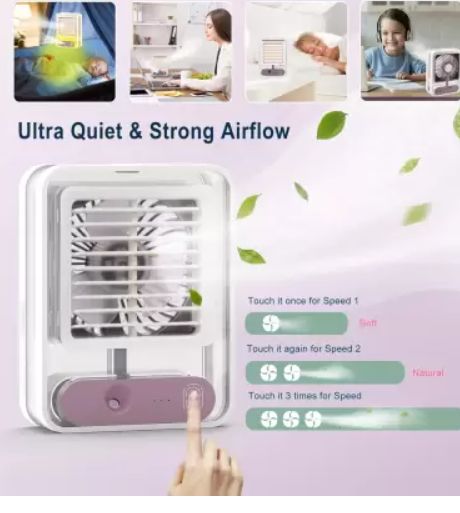 Ultra Quiet & Strong Airflow
Touch it once for Speed 1
Soft
Touch it again for Speed 2
Natural
Touch it 3 times for Speed